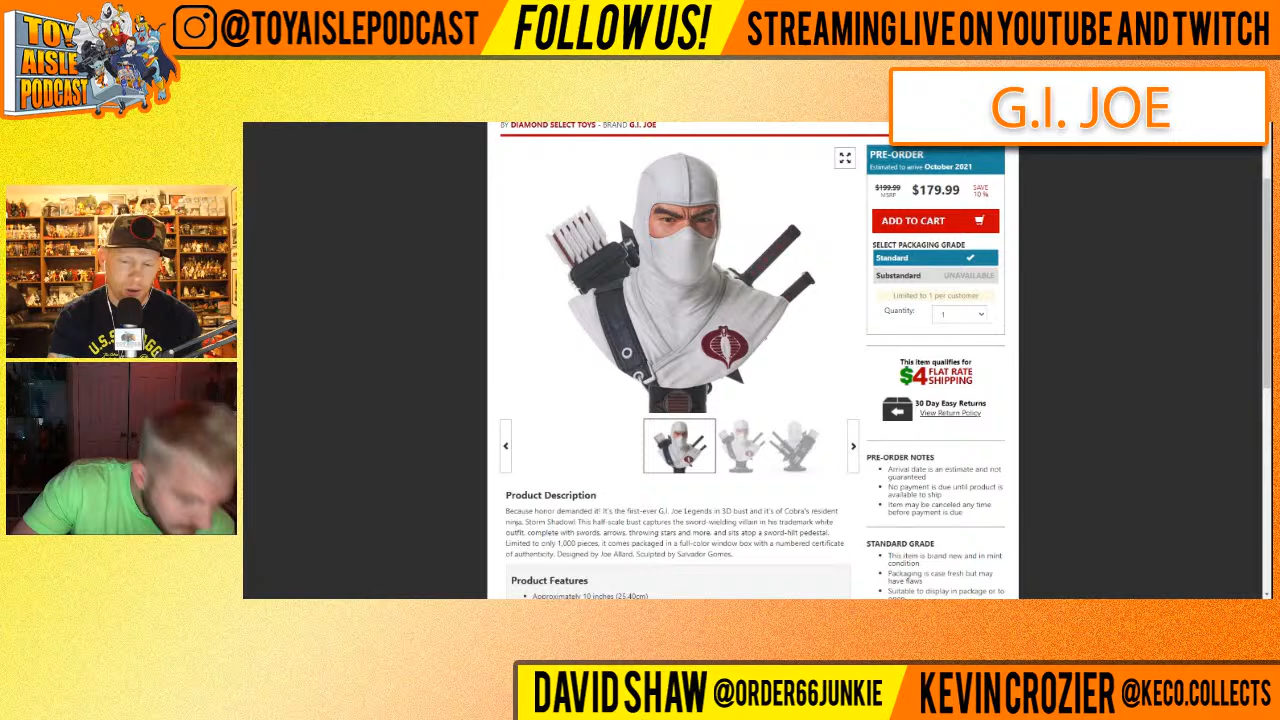 TOY
AISLE
PODCAST
@TOYAISLEPODCAST
FOLLOW US!
STREAMING LIVE ON YOUTUBE AND TWITCH
G.I. JOE
BY DIAMOND SELECT TOYS - BRAND G.I. JOE
PRE-ORDER
Estimated to arrive October 2021
$199.99
MSRP
$179.99
SAVE
10%
ADD TO CART
SELECT PACKAGING GRADE
Standard
Substandard UNAVAILABLE
Limited to 1 per customer
Quantity: 1
This item qualifies for
$4 FLAT RATE
SHIPPING
30 Day Easy Returns
View Return Policy
PRE-ORDER NOTES
Arrival date is an estimate and not
guaranteed
No payment is due until product is
available to ship
Item may be canceled any time
before payment is due
STANDARD GRADE
This item is brand new and in mint
condition
Packaging is case fresh but may
have flaws
Suitable to display in package or to
open
Product Description
Because honor demanded it! It's the first-ever G.I. Joe Legends in 3D bust and it's of Cobra's resident
ninja, Storm Shadow! This half-scale bust captures the sword-wielding villain in his trademark white
outfit, complete with swords, arrows, throwing stars and more, and sits atop a sword-hilt pedestal.
Limited to only 1,000 pieces, it comes packaged in a full-color window box with a numbered certificate
of authenticity. Designed by Joe Allard. Sculpted by Salvador Gomes.
Product Features
Approximately 10 inches (25.40cm)
DAVID SHAW @ORDER66JUNKIE
KEVIN CROZIER @KECO.COLLECTS